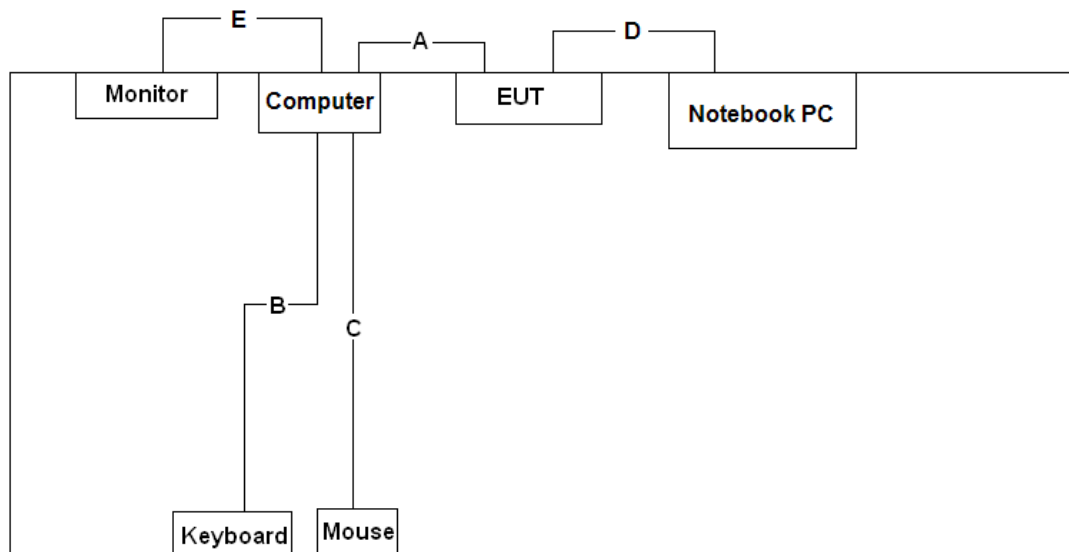 E
A
D
Monitor
Computer
EUT
Notebook PC
B
C
Keyboard
Mouse